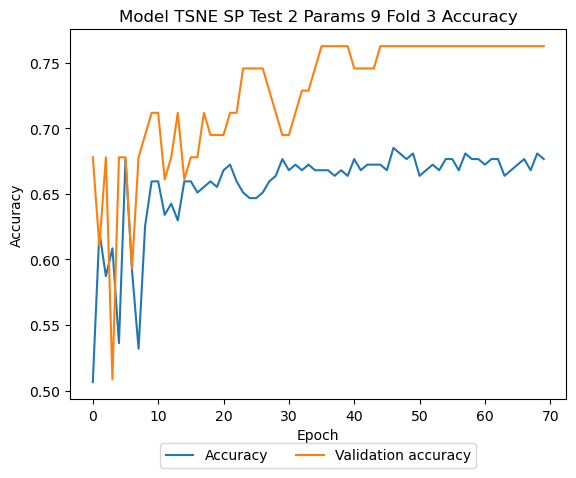 Model TSNE SP Test 2 Params 9 Fold 3 Accuracy
Accuracy
0.75
0.70
0.65
0.60
0.55
0.50
0 10 20 30 40 50 60 70
Epoch
Accuracy Validation accuracy